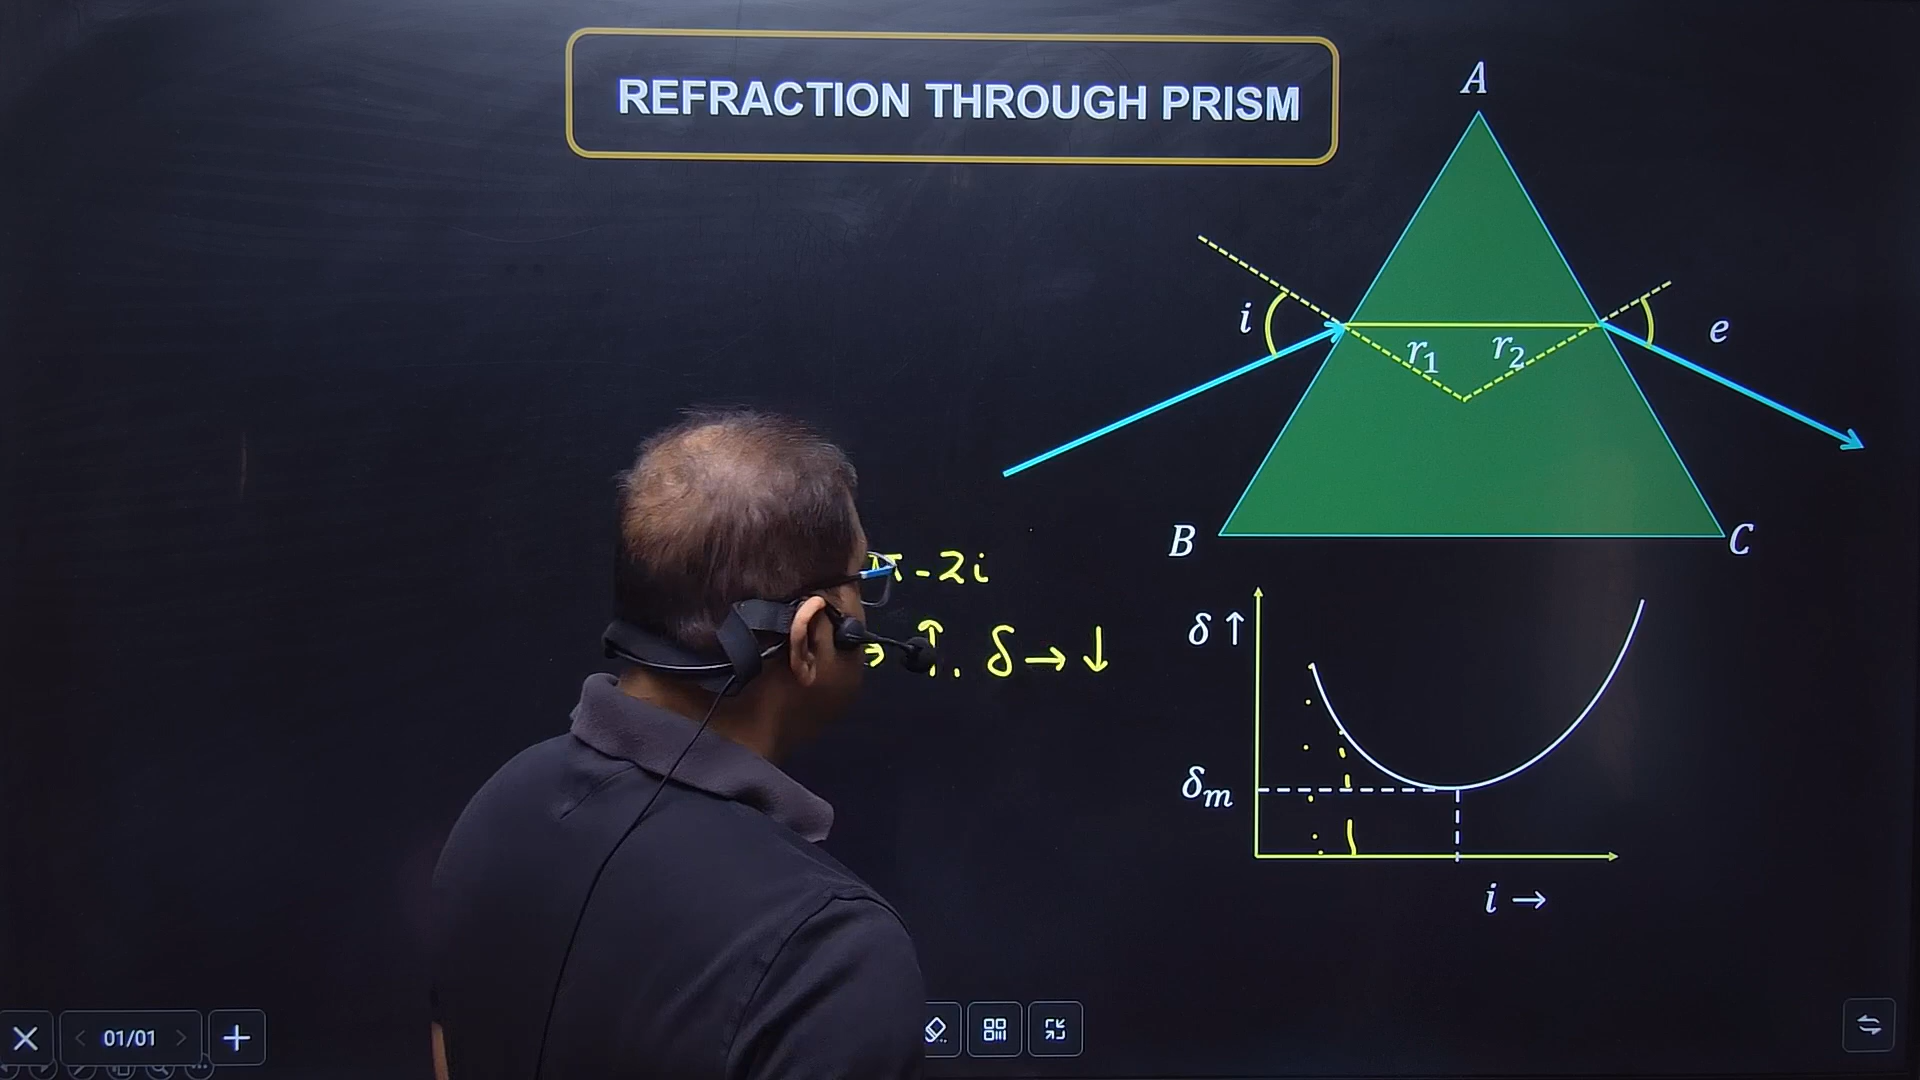 REFRACTION THROUGH PRISM
A
i
r₁ r₂
e
B
C
π - 2i
↑. δ → ↓
δ ↑
δₘ
i →
01/01